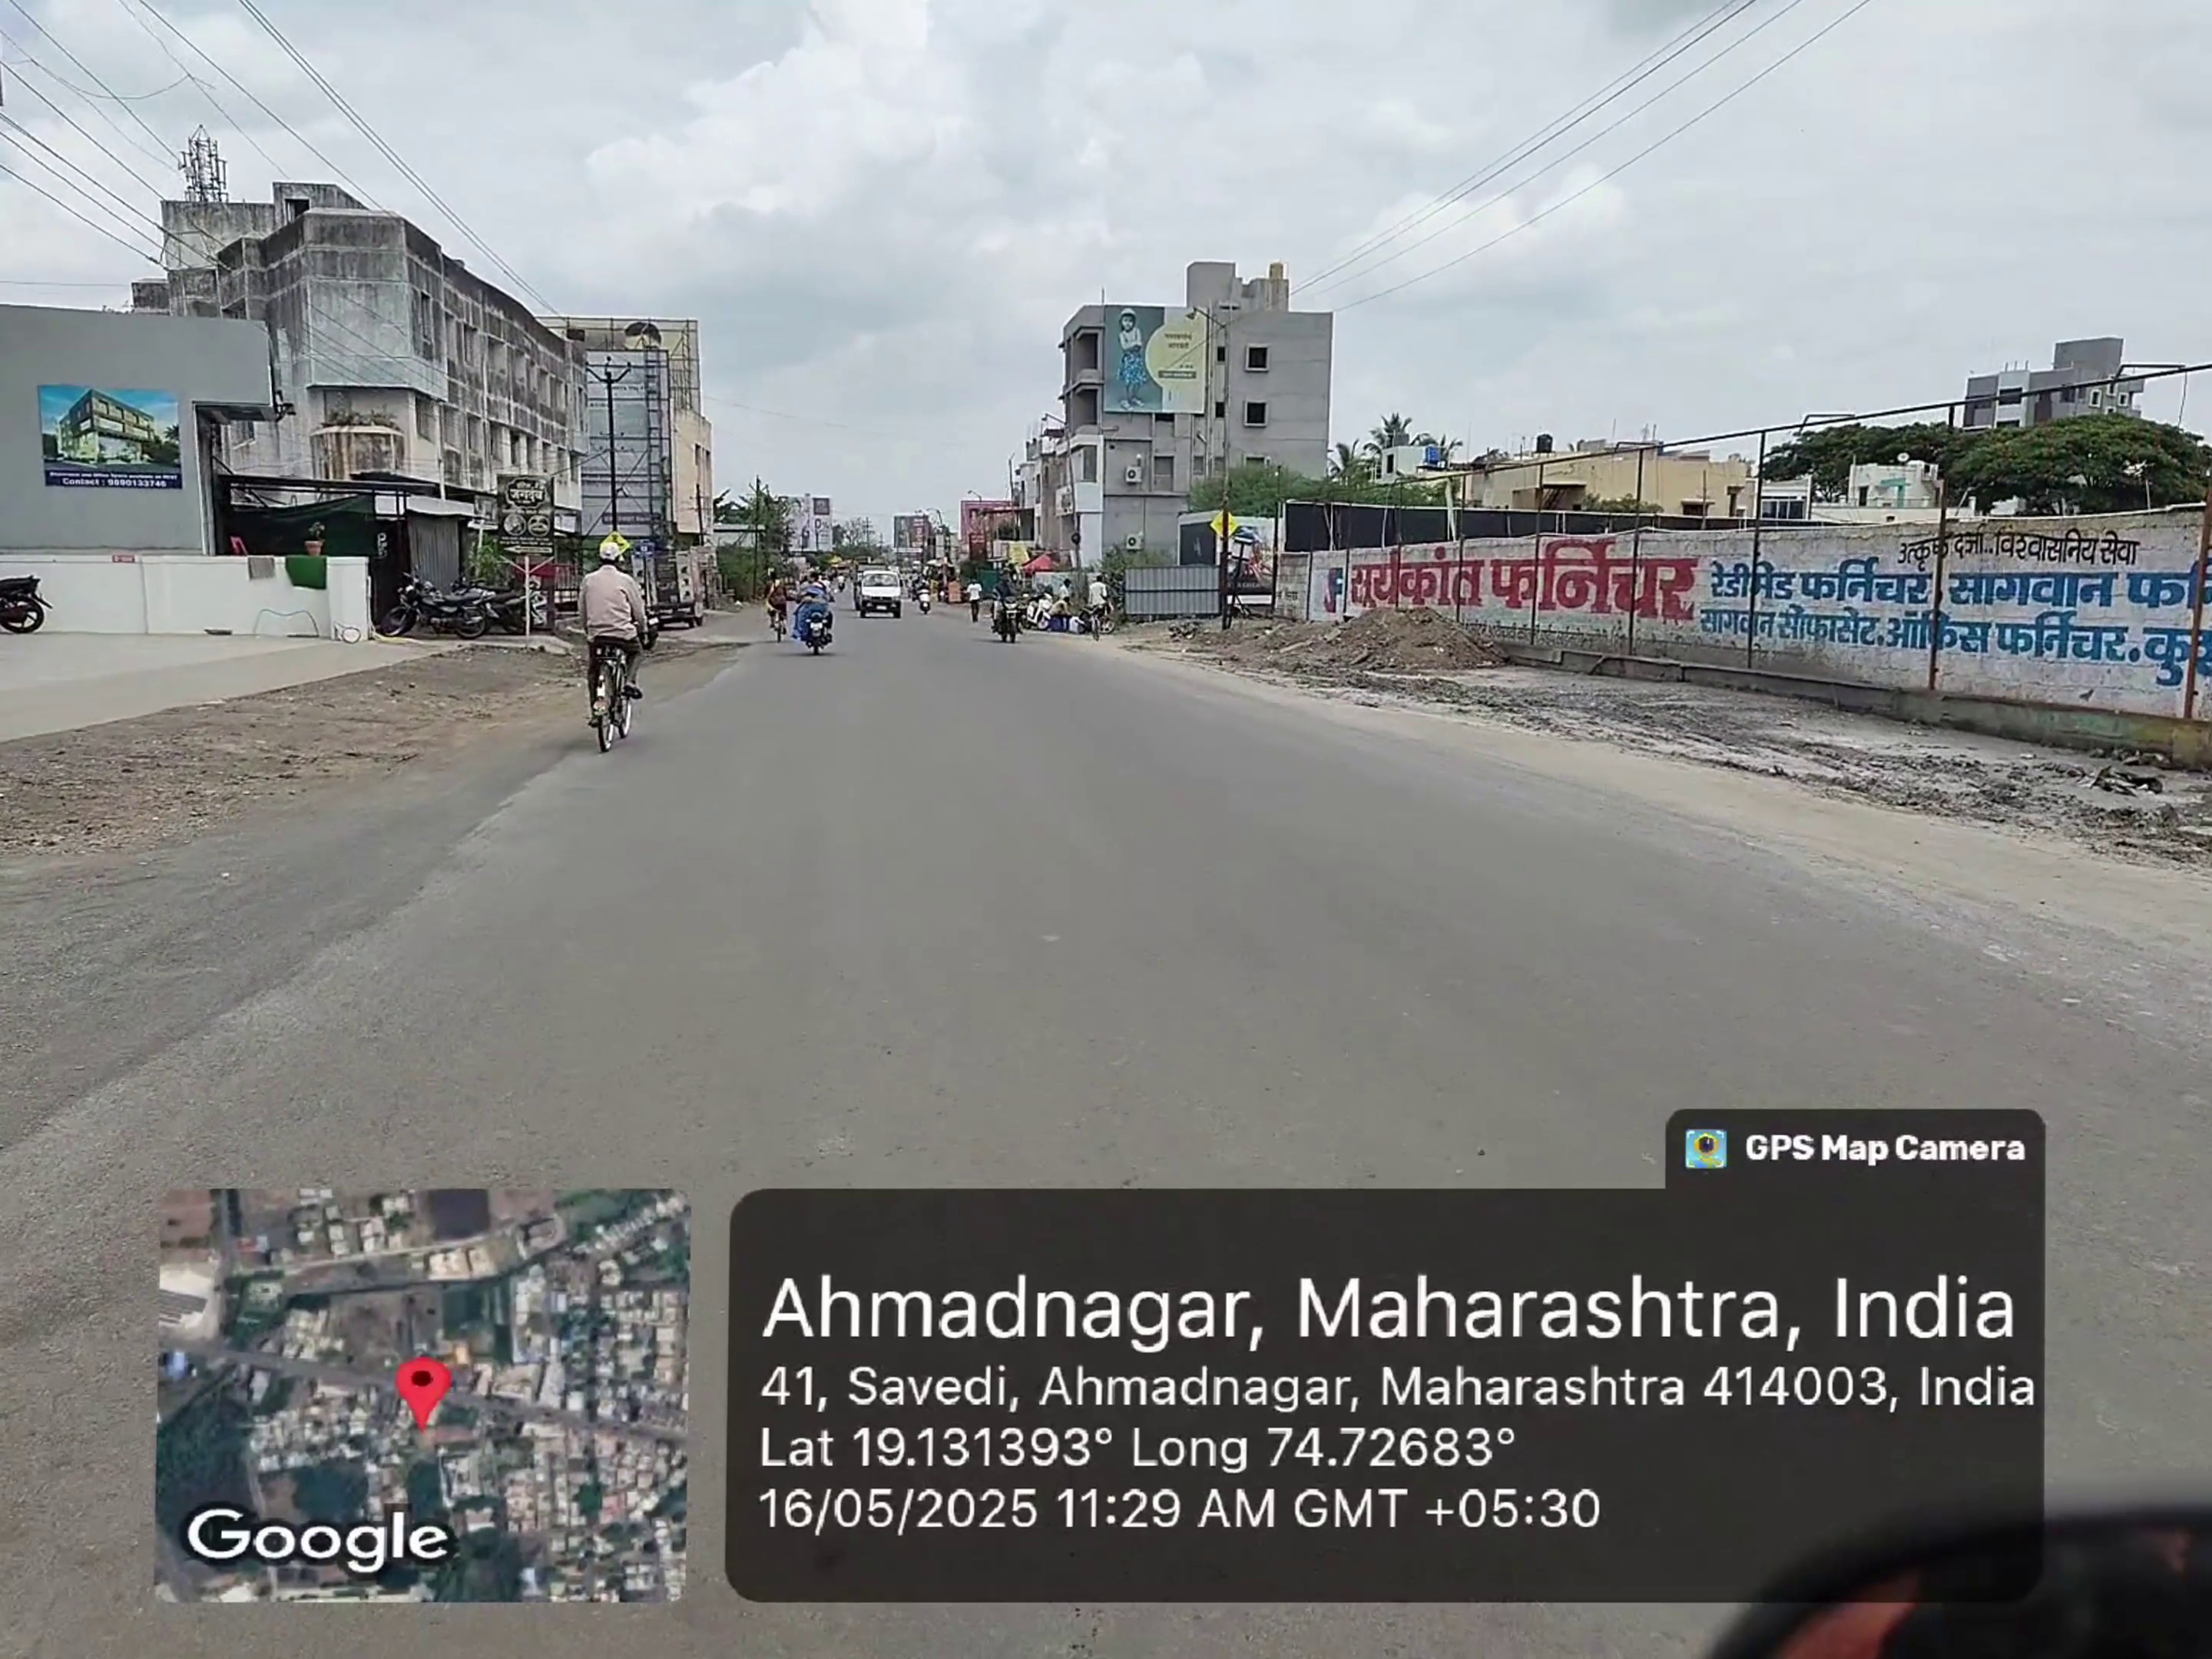 Contact : 9890133746
उत्कृष्ठ दर्जा..विश्वासनिय सेवा
सुर्यकांत फर्निचर
रेडीमेड फर्निचर, सागवान
सागवान सोफासेट.ऑफिस फर्निचर.
GPS Map Camera
Ahmadnagar, Maharashtra, India
41, Savedi, Ahmadnagar, Maharashtra 414003, India
Lat 19.131393° Long 74.72683°
16/05/2025 11:29 AM GMT +05:30
Google